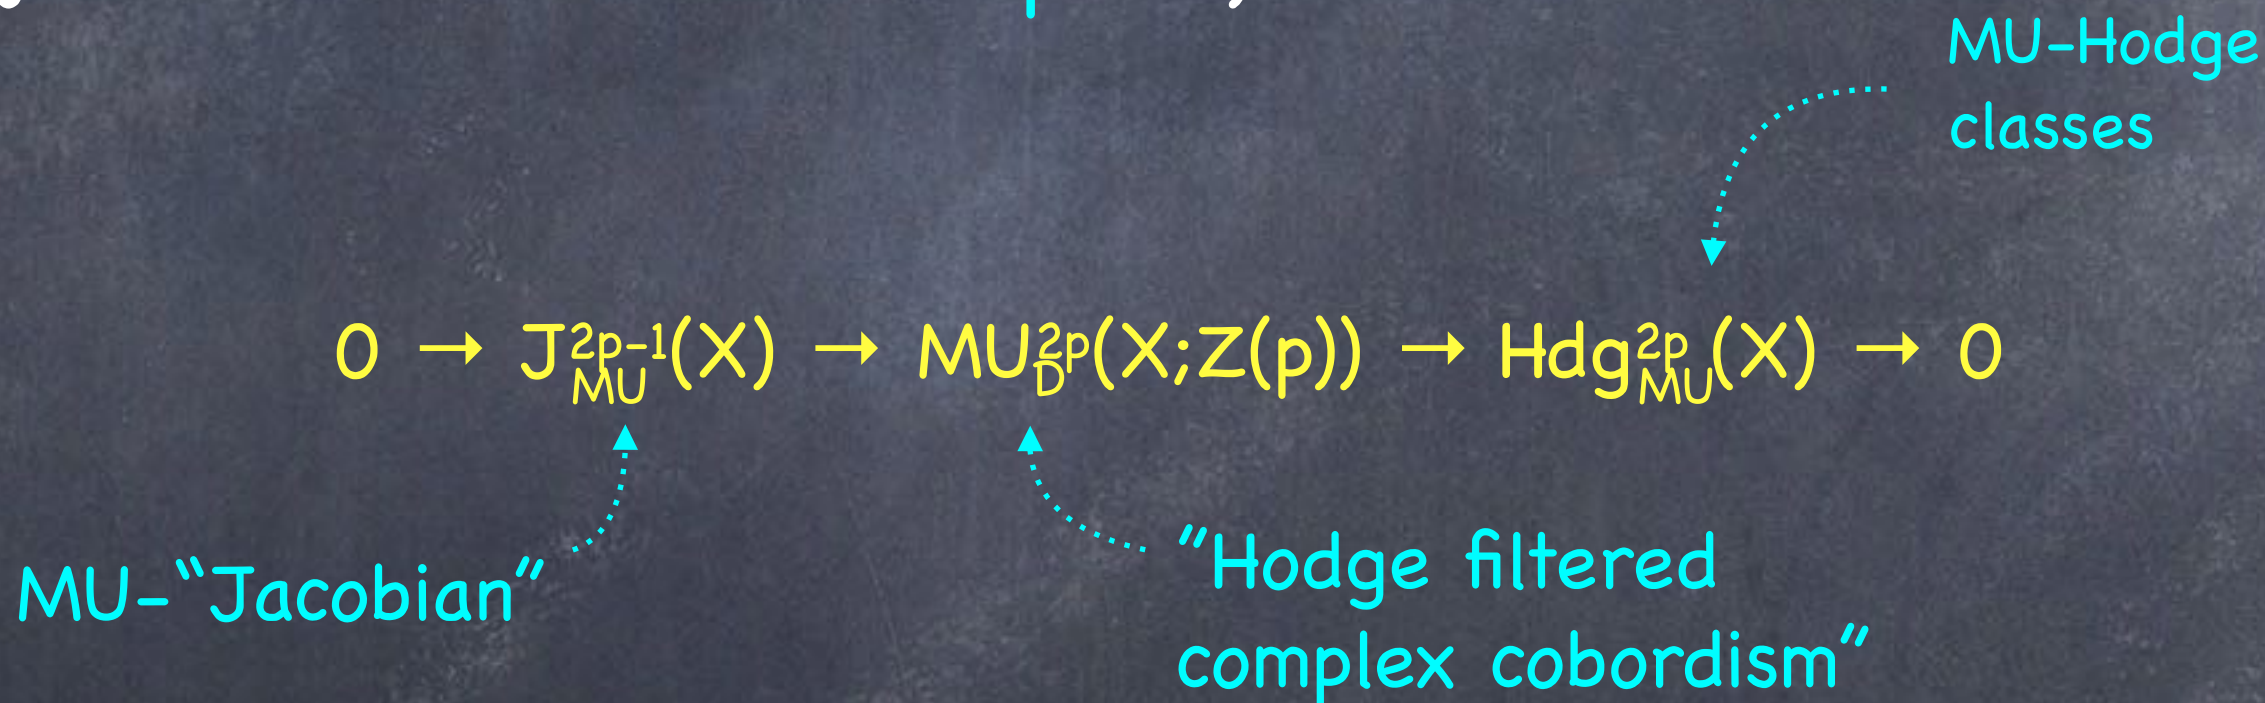 MU-Hodge
classes
0 → J^{2p-1}_{MU}(X) → MU^{2p}_{D}(X;Z(p)) → Hdg^{2p}_{MU}(X) → 0
MU-“Jacobian”
"Hodge filtered
complex cobordism”